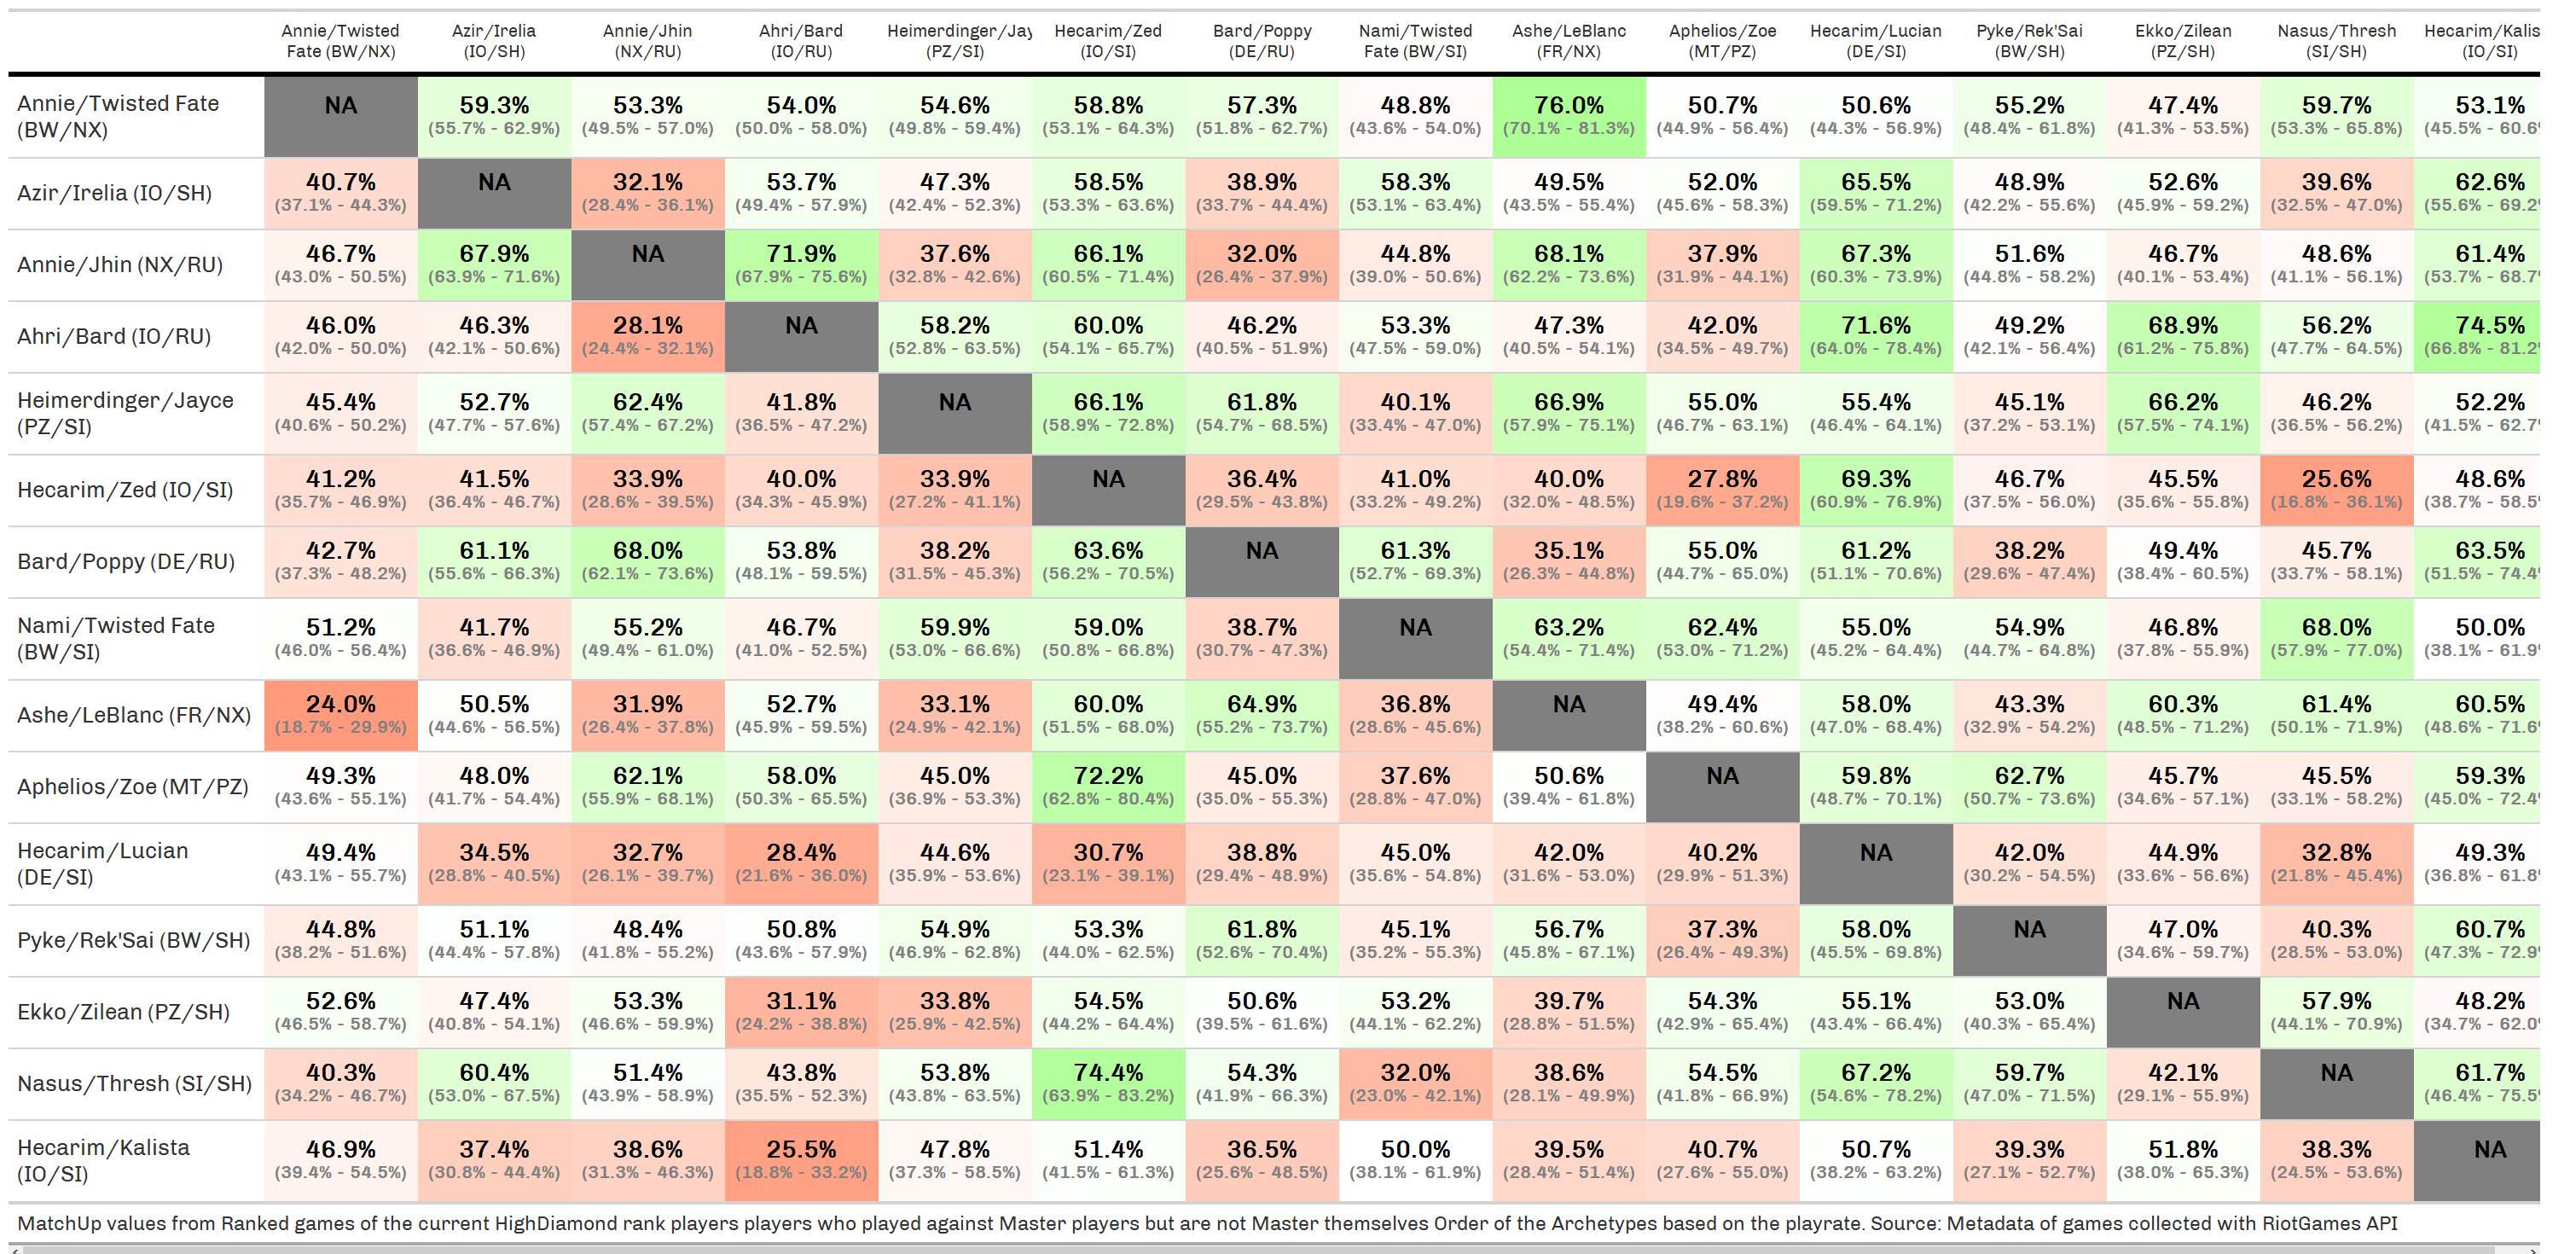 Annie/Twisted Azir/Irelia Annie/Jhin Ahri/Bard Heimerdinger/Jay Hecarim/Zed Bard/Poppy Nami/Twisted Ashe/LeBlanc Aphelios/Zoe Hecarim/Lucian Pyke/Rek'Sai Ekko/Zilean Nasus/Thresh Hecarim/Kalis
Fate (BW/NX) (IO/SH) (NX/RU) (IO/RU) (PZ/SI) (IO/SI) (DE/RU) Fate (BW/SI) (FR/NX) (MT/PZ) (DE/SI) (BW/SH) (PZ/SH) (SI/SH) (IO/SI)
Annie/Twisted Fate NA 59.3% 53.3% 54.0% 54.6% 58.8% 57.3% 48.8% 76.0% 50.7% 50.6% 55.2% 47.4% 59.7% 53.1%
(BW/NX) (55.7% - 62.9%) (49.5% - 57.0%) (50.0% - 58.0%) (49.8% - 59.4%) (53.1% - 64.3%) (51.8% - 62.7%) (43.6% - 54.0%) (70.1% - 81.3%) (44.9% - 56.4%) (44.3% - 56.9%) (48.4% - 61.8%) (41.3% - 53.5%) (53.3% - 65.8%) (45.5% - 60.6%
Azir/Irelia (IO/SH) 40.7% NA 32.1% 53.7% 47.3% 58.5% 38.9% 58.3% 49.5% 52.0% 65.5% 48.9% 52.6% 39.6% 62.6%
(37.1% - 44.3%) (28.4% - 36.1%) (49.4% - 57.9%) (42.4% - 52.3%) (53.3% - 63.6%) (33.7% - 44.4%) (53.1% - 63.4%) (43.5% - 55.4%) (45.6% - 58.3%) (59.5% - 71.2%) (42.2% - 55.6%) (45.9% - 59.2%) (32.5% - 47.0%) (55.6% - 69.2%
Annie/Jhin (NX/RU) 46.7% 67.9% NA 71.9% 37.6% 66.1% 32.0% 44.8% 68.1% 37.9% 67.3% 51.6% 46.7% 48.6% 61.4%
(43.0% - 50.5%) (63.9% - 71.6%) (67.9% - 75.6%) (32.8% - 42.6%) (60.5% - 71.4%) (26.4% - 37.9%) (39.0% - 50.6%) (62.2% - 73.6%) (31.9% - 44.1%) (60.3% - 73.9%) (44.8% - 58.2%) (40.1% - 53.4%) (41.1% - 56.1%) (53.7% - 68.7%
Ahri/Bard (IO/RU) 46.0% 46.3% 28.1% NA 58.2% 60.0% 46.2% 53.3% 47.3% 42.0% 71.6% 49.2% 68.9% 56.2% 74.5%
(42.0% - 50.0%) (42.1% - 50.6%) (24.4% - 32.1%) (52.8% - 63.5%) (54.1% - 65.7%) (40.5% - 51.9%) (47.5% - 59.0%) (40.5% - 54.1%) (34.5% - 49.7%) (64.0% - 78.4%) (42.1% - 56.4%) (61.2% - 75.8%) (47.7% - 64.5%) (66.8% - 81.2%
Heimerdinger/Jayce 45.4% 52.7% 62.4% 41.8% NA 66.1% 61.8% 40.1% 66.9% 55.0% 55.4% 45.1% 66.2% 46.2% 52.2%
(PZ/SI) (40.6% - 50.2%) (47.7% - 57.6%) (57.4% - 67.2%) (36.5% - 47.2%) (58.9% - 72.8%) (54.7% - 68.5%) (33.4% - 47.0%) (57.9% - 75.1%) (46.7% - 63.1%) (46.4% - 64.1%) (37.2% - 53.1%) (57.5% - 74.1%) (36.5% - 56.2%) (41.5% - 62.7%
Hecarim/Zed (IO/SI) 41.2% 41.5% 33.9% 40.0% 33.9% NA 36.4% 41.0% 40.0% 27.8% 69.3% 46.7% 45.5% 25.6% 48.6%
(35.7% - 46.9%) (36.4% - 46.7%) (28.6% - 39.5%) (34.3% - 45.9%) (27.2% - 41.1%) (29.5% - 43.8%) (33.2% - 49.2%) (32.0% - 48.5%) (19.6% - 37.2%) (60.9% - 76.9%) (37.5% - 56.0%) (35.6% - 55.8%) (16.8% - 36.1%) (38.7% - 58.5%
Bard/Poppy (DE/RU) 42.7% 61.1% 68.0% 53.8% 38.2% 63.6% NA 61.3% 35.1% 55.0% 61.2% 38.2% 49.4% 45.7% 63.5%
(37.3% - 48.2%) (55.6% - 66.3%) (62.1% - 73.6%) (48.1% - 59.5%) (31.5% - 45.3%) (56.2% - 70.5%) (52.7% - 69.3%) (26.3% - 44.8%) (44.7% - 65.0%) (51.1% - 70.6%) (29.6% - 47.4%) (38.4% - 60.5%) (33.7% - 58.1%) (51.5% - 74.4%
Nami/Twisted Fate 51.2% 41.7% 55.2% 46.7% 59.9% 59.0% 38.7% NA 63.2% 62.4% 55.0% 54.9% 46.8% 68.0% 50.0%
(BW/SI) (46.0% - 56.4%) (36.6% - 46.9%) (49.4% - 61.0%) (41.0% - 52.5%) (53.0% - 66.6%) (50.8% - 66.8%) (30.7% - 47.3%) (54.4% - 71.4%) (53.0% - 71.2%) (45.2% - 64.4%) (44.7% - 64.8%) (37.8% - 55.9%) (57.9% - 77.0%) (38.1% - 61.9%
Ashe/LeBlanc (FR/NX) 24.0% 50.5% 31.9% 52.7% 33.1% 60.0% 64.9% 36.8% NA 49.4% 58.0% 43.3% 60.3% 61.4% 60.5%
(18.7% - 29.9%) (44.6% - 56.5%) (26.4% - 37.8%) (45.9% - 59.5%) (24.9% - 42.1%) (51.5% - 68.0%) (55.2% - 73.7%) (28.6% - 45.6%) (38.2% - 60.6%) (47.0% - 68.4%) (32.9% - 54.2%) (48.5% - 71.2%) (50.1% - 71.9%) (48.6% - 71.6%
Aphelios/Zoe (MT/PZ) 49.3% 48.0% 62.1% 58.0% 45.0% 72.2% 45.0% 37.6% 50.6% NA 59.8% 62.7% 45.7% 45.5% 59.3%
(43.6% - 55.1%) (41.7% - 54.4%) (55.9% - 68.1%) (50.3% - 65.5%) (36.9% - 53.3%) (62.8% - 80.4%) (35.0% - 55.3%) (28.8% - 47.0%) (39.4% - 61.8%) (48.7% - 70.1%) (50.7% - 73.6%) (34.6% - 57.1%) (33.1% - 58.2%) (45.0% - 72.4%
Hecarim/Lucian 49.4% 34.5% 32.7% 28.4% 44.6% 30.7% 38.8% 45.0% 42.0% 40.2% NA 42.0% 44.9% 32.8% 49.3%
(DE/SI) (43.1% - 55.7%) (28.8% - 40.5%) (26.1% - 39.7%) (21.6% - 36.0%) (35.9% - 53.6%) (23.1% - 39.1%) (29.4% - 48.9%) (35.6% - 54.8%) (31.6% - 53.0%) (29.9% - 51.3%) (30.2% - 54.5%) (33.6% - 56.6%) (21.8% - 45.4%) (36.8% - 61.8%
Pyke/Rek'Sai (BW/SH) 44.8% 51.1% 48.4% 50.8% 54.9% 53.3% 61.8% 45.1% 56.7% 37.3% 58.0% NA 47.0% 40.3% 60.7%
(38.2% - 51.6%) (44.4% - 57.8%) (41.8% - 55.2%) (43.6% - 57.9%) (46.9% - 62.8%) (44.0% - 62.5%) (52.6% - 70.4%) (35.2% - 55.3%) (45.8% - 67.1%) (26.4% - 49.3%) (45.5% - 69.8%) (34.6% - 59.7%) (28.5% - 53.0%) (47.3% - 72.9%
Ekko/Zilean (PZ/SH) 52.6% 47.4% 53.3% 31.1% 33.8% 54.5% 50.6% 53.2% 39.7% 54.3% 55.1% 53.0% NA 57.9% 48.2%
(46.5% - 58.7%) (40.8% - 54.1%) (46.6% - 59.9%) (24.2% - 38.8%) (25.9% - 42.5%) (44.2% - 64.4%) (39.5% - 61.6%) (44.1% - 62.2%) (28.8% - 51.5%) (42.9% - 65.4%) (43.4% - 66.4%) (40.3% - 65.4%) (44.1% - 70.9%) (34.7% - 62.0%
Nasus/Thresh (SI/SH) 40.3% 60.4% 51.4% 43.8% 53.8% 74.4% 54.3% 32.0% 38.6% 54.5% 67.2% 59.7% 42.1% NA 61.7%
(34.2% - 46.7%) (53.0% - 67.5%) (43.9% - 58.9%) (35.5% - 52.3%) (43.8% - 63.5%) (63.9% - 83.2%) (41.9% - 66.3%) (23.0% - 42.1%) (28.1% - 49.9%) (41.8% - 66.9%) (54.6% - 78.2%) (47.0% - 71.5%) (29.1% - 55.9%) (46.4% - 75.5%
Hecarim/Kalista 46.9% 37.4% 38.6% 25.5% 47.8% 51.4% 36.5% 50.0% 39.5% 40.7% 50.7% 39.3% 51.8% 38.3% NA
(IO/SI) (39.4% - 54.5%) (30.8% - 44.4%) (31.3% - 46.3%) (18.8% - 33.2%) (37.3% - 58.5%) (41.5% - 61.3%) (25.6% - 48.5%) (38.1% - 61.9%) (28.4% - 51.4%) (27.6% - 55.0%) (38.2% - 63.2%) (27.1% - 52.7%) (38.0% - 65.3%) (24.5% - 53.6%)
MatchUp values from Ranked games of the current HighDiamond rank players players who played against Master players but are not Master themselves Order of the Archetypes based on the playrate. Source: Metadata of games collected with RiotGames API